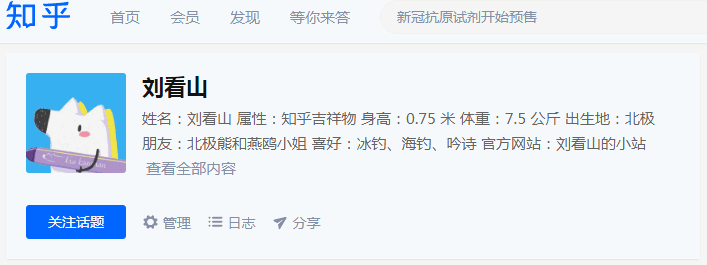 知乎 首页 会员 发现 等你来答 新冠抗原试剂开始预售
刘看山
姓名：刘看山 属性：知乎吉祥物 身高：0.75 米 体重：7.5 公斤 出生地：北极
朋友：北极熊和燕鸥小姐 喜好：冰钓、海钓、吟诗 官方网站：刘看山的小站
查看全部内容
关注话题 管理 日志 分享